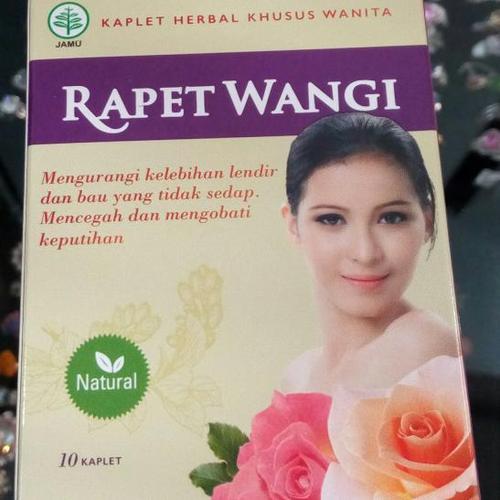 KAPLET HERBAL KHUSUS WANITA
JAMU
RAPET WANGI
Mengurangi kelebihan lendir
dan bau yang tidak sedap.
Mencegah dan mengobati
keputihan
Natural
10 KAPLET